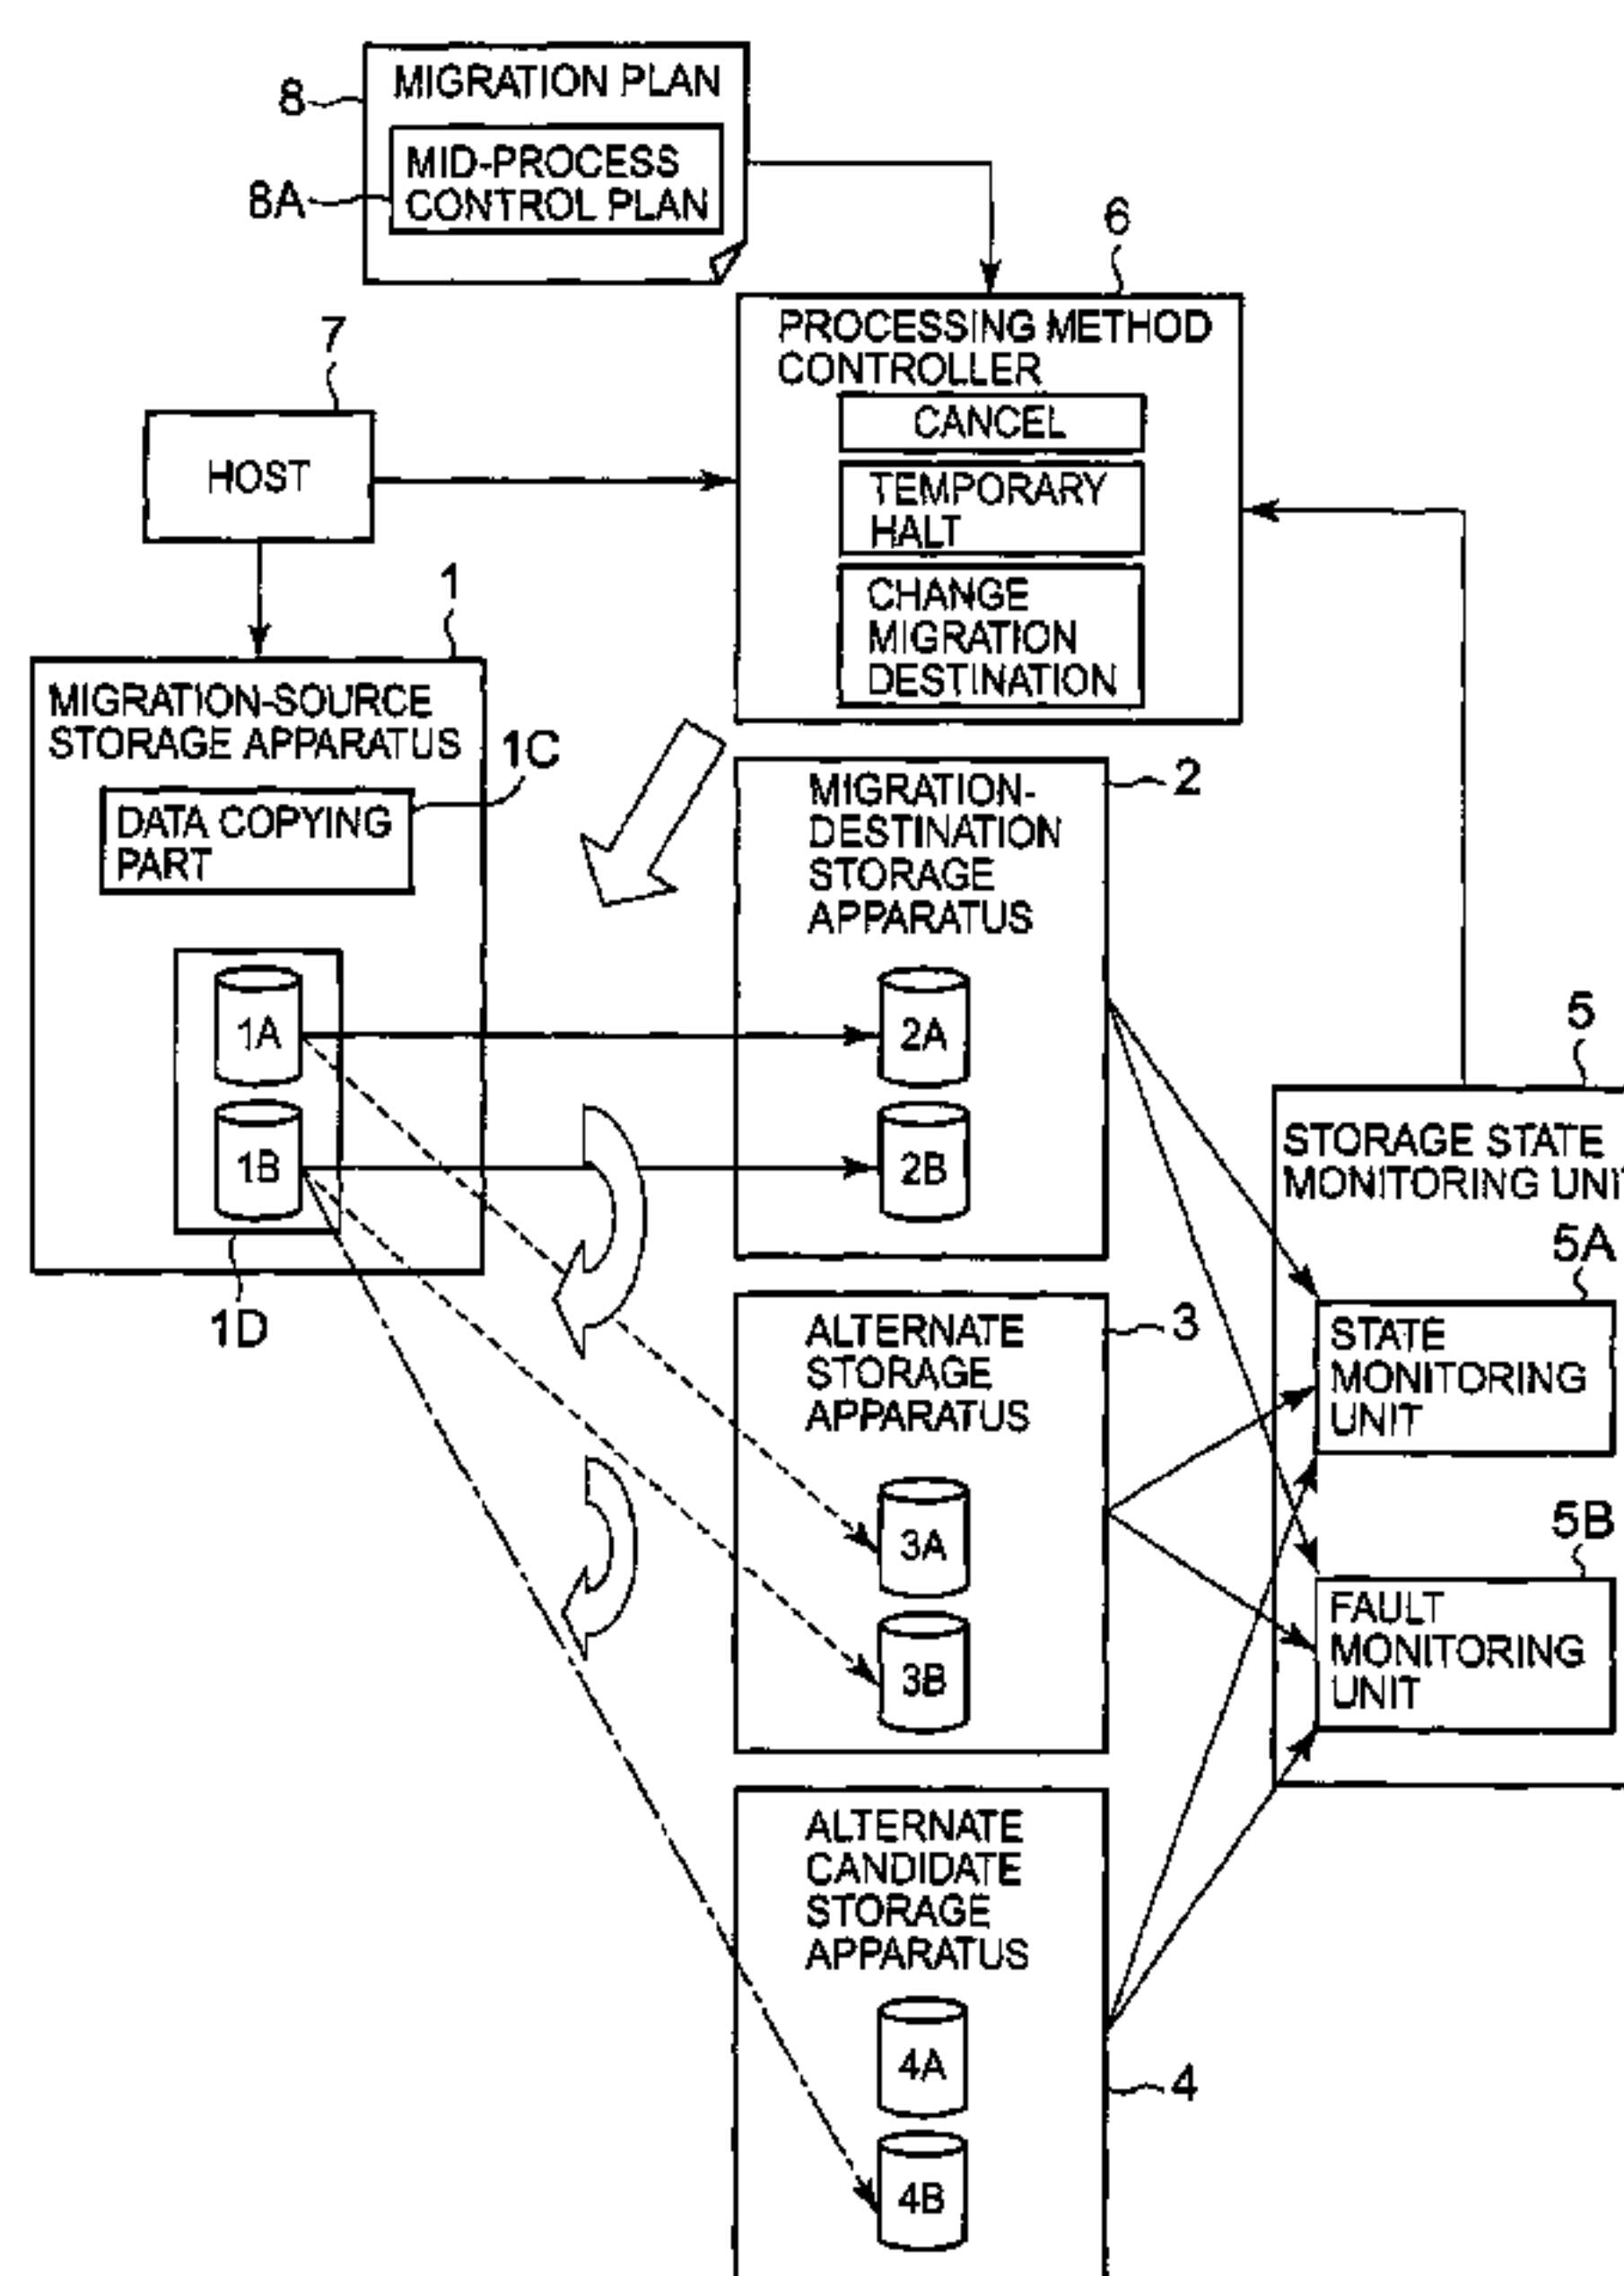 8
MIGRATION PLAN
8A
MID-PROCESS
CONTROL PLAN
6
PROCESSING METHOD
CONTROLLER
CANCEL
TEMPORARY
HALT
CHANGE
MIGRATION
DESTINATION
7
HOST
1
MIGRATION-SOURCE
STORAGE APPARATUS
1C
DATA COPYING
PART
1A
1B
1D
2
MIGRATION-
DESTINATION
STORAGE
APPARATUS
2A
2B
3
ALTERNATE
STORAGE
APPARATUS
3A
3B
ALTERNATE
CANDIDATE
STORAGE
APPARATUS
4A
4B
4
5
STORAGE STATE
MONITORING UNIT
5A
STATE
MONITORING
UNIT
5B
FAULT
MONITORING
UNIT